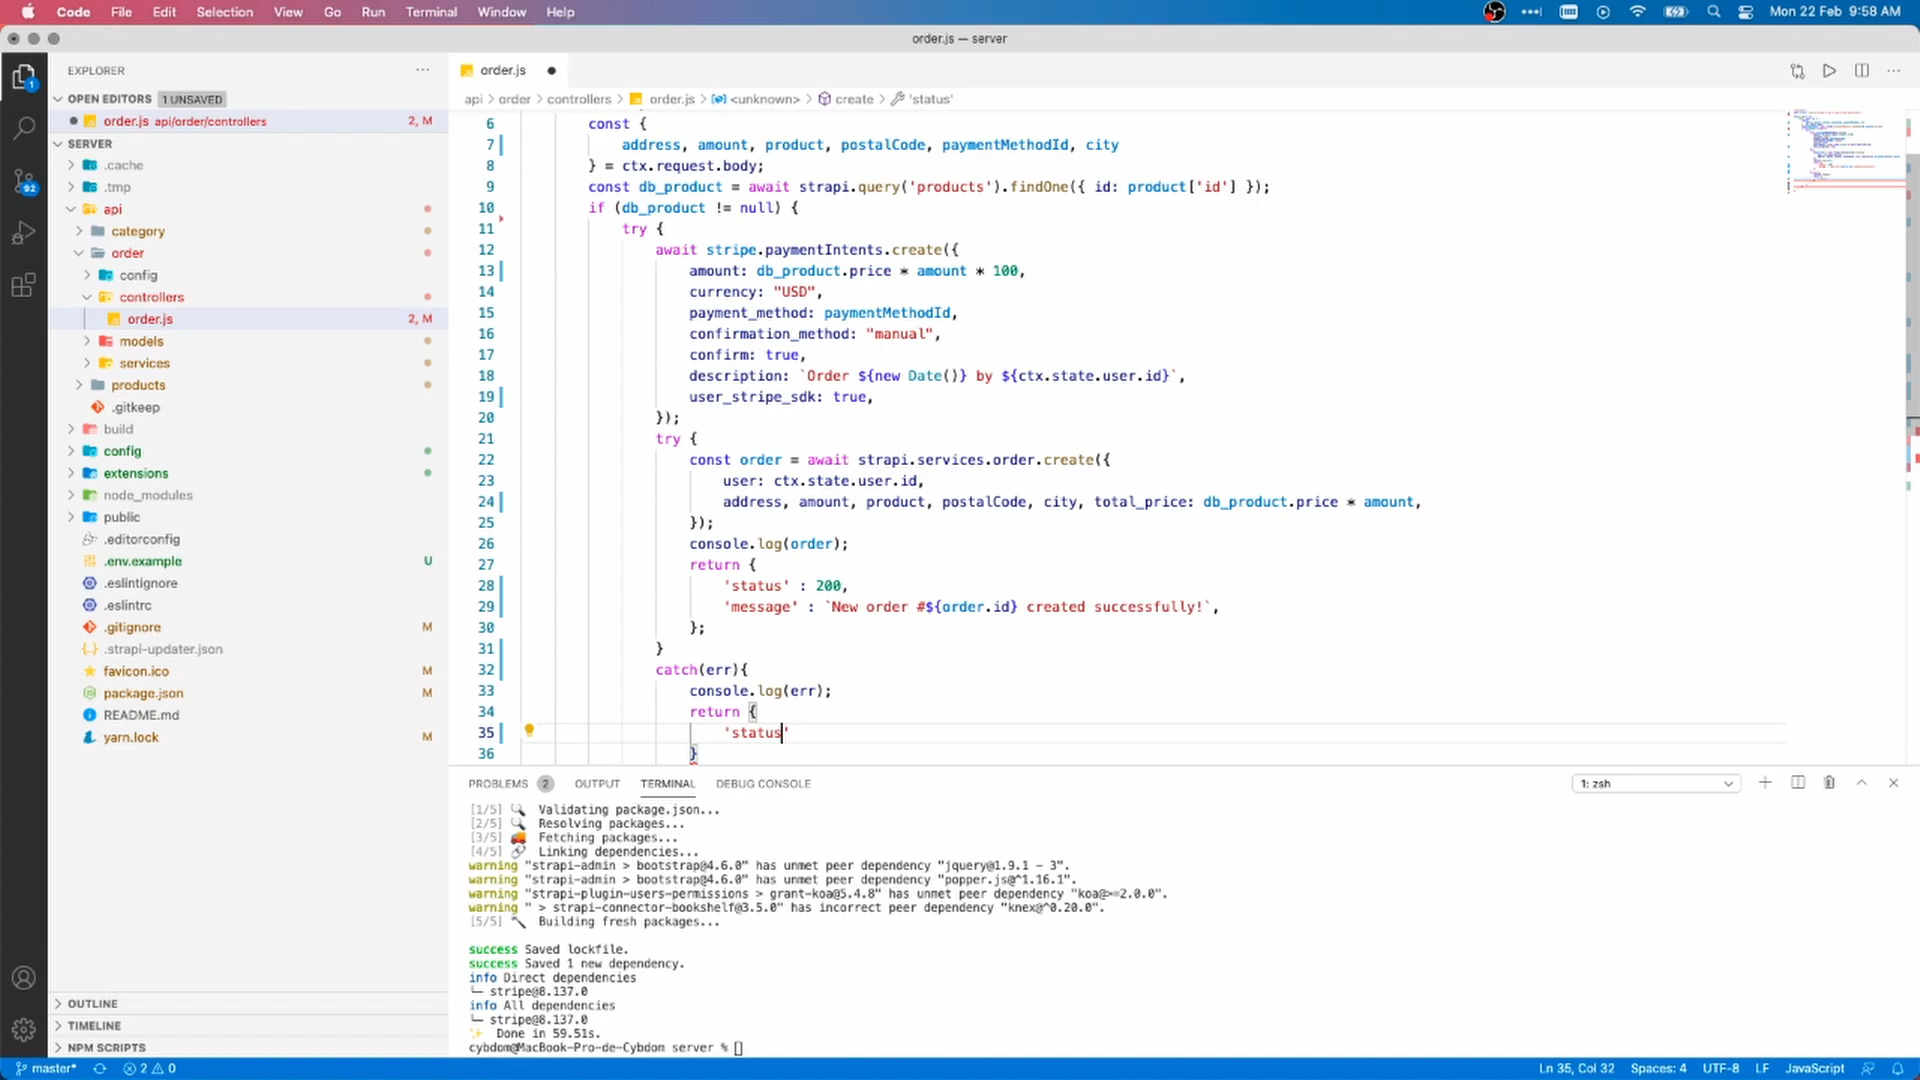 Code File Edit Selection View Go Run Terminal Window Help Mon 22 Feb 9:58 AM
order.js — server
EXPLORER
OPEN EDITORS 1 UNSAVED
order.js api/order/controllers 2, M
SERVER
.cache
.tmp
api
category
order
config
controllers
order.js 2, M
models
services
products
.gitkeep
build
config
extensions
node_modules
public
.editorconfig
.env.example U
.eslintignore
.eslintrc
.gitignore M
.strapi-updater.json
favicon.ico M
package.json M
README.md
yarn.lock M
OUTLINE
TIMELINE
NPM SCRIPTS
1
92
order.js
api > order > controllers > order.js > <unknown> > create > 'status'
6 const {
7 address, amount, product, postalCode, paymentMethodId, city
8 } = ctx.request.body;
9 const db_product = await strapi.query('products').findOne({ id: product['id'] });
10 if (db_product != null) {
11 try {
12 await stripe.paymentIntents.create({
13 amount: db_product.price * amount * 100,
14 currency: "USD",
15 payment_method: paymentMethodId,
16 confirmation_method: "manual",
17 confirm: true,
18 description: `Order ${new Date()} by ${ctx.state.user.id}`,
19 user_stripe_sdk: true,
20 });
21 try {
22 const order = await strapi.services.order.create({
23 user: ctx.state.user.id,
24 address, amount, product, postalCode, city, total_price: db_product.price * amount,
25 });
26 console.log(order);
27 return {
28 'status' : 200,
29 'message' : `New order #${order.id} created successfully!`,
30 };
31 }
32 catch(err){
33 console.log(err);
34 return {
35 'status'
36 }
PROBLEMS 2 OUTPUT TERMINAL DEBUG CONSOLE 1: zsh
[1/5] Validating package.json...
[2/5] Resolving packages...
[3/5] Fetching packages...
[4/5] Linking dependencies...
warning "strapi-admin > bootstrap@4.6.0" has unmet peer dependency "jquery@1.9.1 - 3".
warning "strapi-admin > bootstrap@4.6.0" has unmet peer dependency "popper.js@^1.16.1".
warning "strapi-plugin-users-permissions > grant-koa@5.4.8" has unmet peer dependency "koa@>=2.0.0".
warning " > strapi-connector-bookshelf@3.5.0" has incorrect peer dependency "knex@^0.20.0".
[5/5] Building fresh packages...
success Saved lockfile.
success Saved 1 new dependency.
info Direct dependencies
└─ stripe@8.137.0
info All dependencies
└─ stripe@8.137.0
Done in 59.51s.
cybdom@MacBook-Pro-de-Cybdom server %
master* 2 0 Ln 35, Col 32 Spaces: 4 UTF-8 LF JavaScript